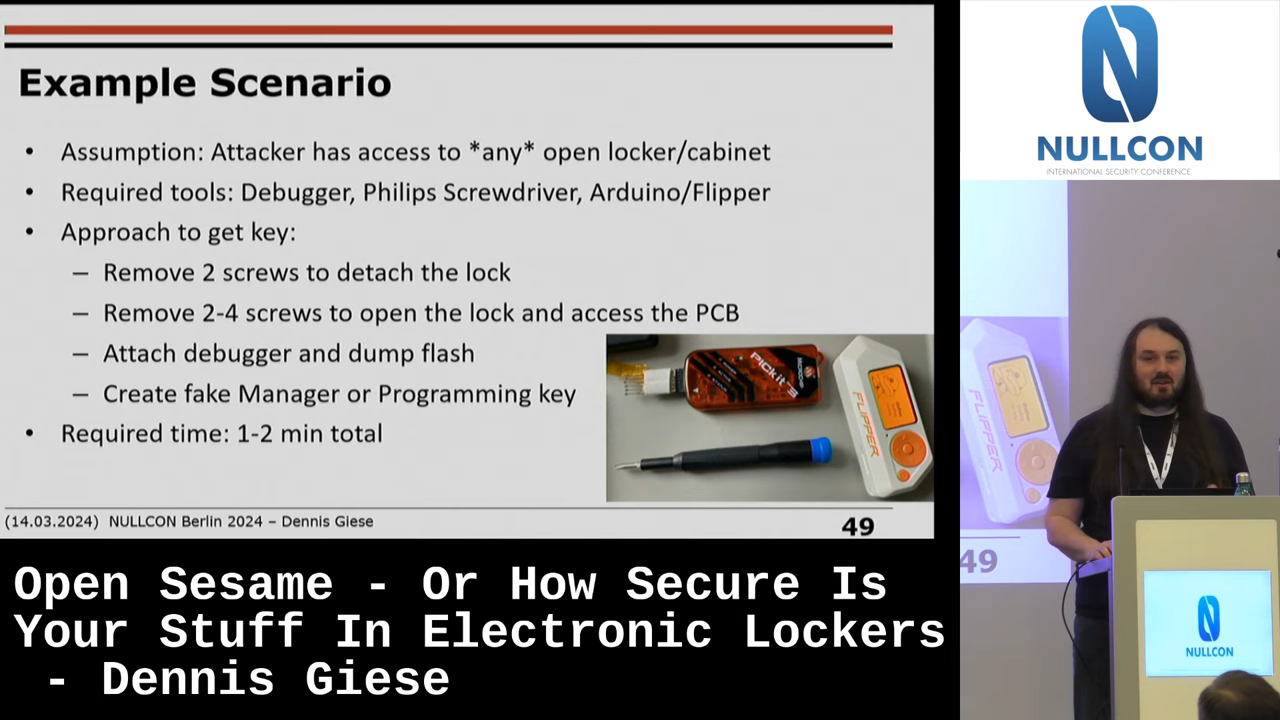 Example Scenario
• Assumption: Attacker has access to *any* open locker/cabinet
• Required tools: Debugger, Philips Screwdriver, Arduino/Flipper
• Approach to get key:
– Remove 2 screws to detach the lock
– Remove 2-4 screws to open the lock and access the PCB
– Attach debugger and dump flash
– Create fake Manager or Programming key
• Required time: 1-2 min total
PICkit 3
MICROCHIP
FLIPPER
(14.03.2024) NULLCON Berlin 2024 – Dennis Giese
49
Open Sesame - Or How Secure Is
Your Stuff In Electronic Lockers
- Dennis Giese
NULLCON
INTERNATIONAL SECURITY CONFERENCE
FLIPPER
49
NULLCON